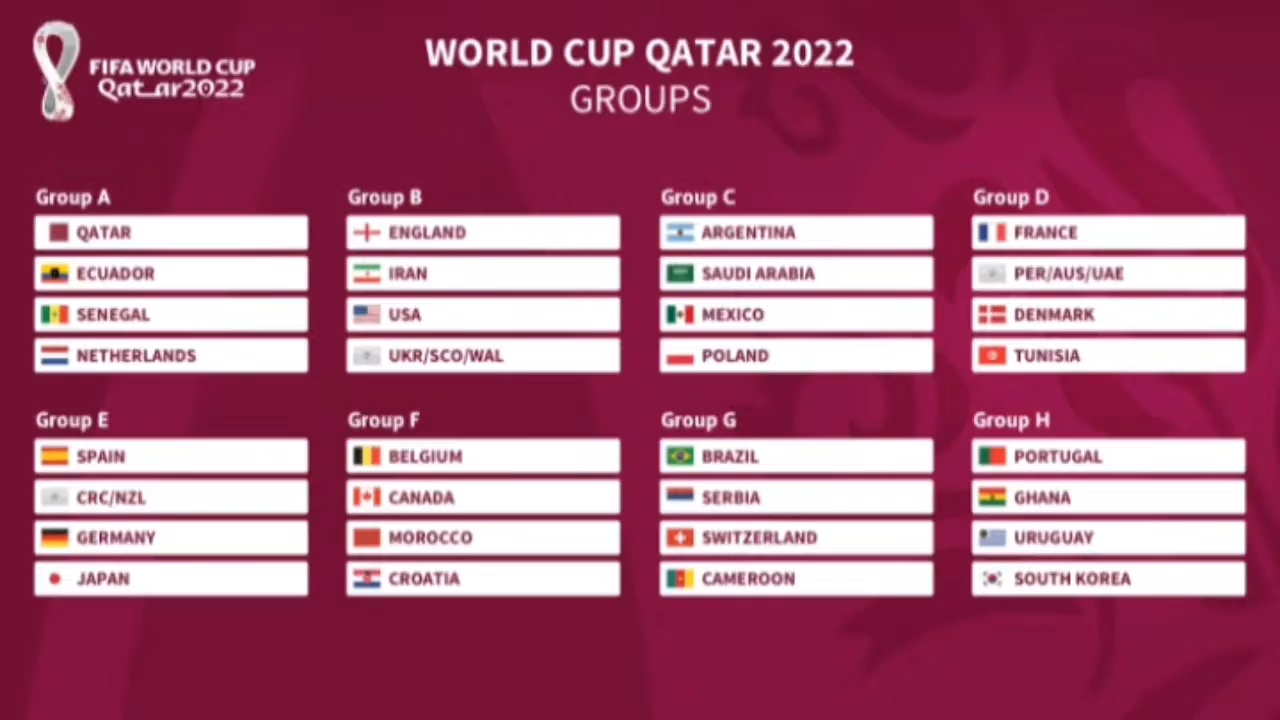 FIFA WORLD CUP
Qatar2022
WORLD CUP QATAR 2022
GROUPS
Group A
QATAR
ECUADOR
SENEGAL
NETHERLANDS
Group B
ENGLAND
IRAN
USA
UKR/SCO/WAL
Group C
ARGENTINA
SAUDI ARABIA
MEXICO
POLAND
Group D
FRANCE
PER/AUS/UAE
DENMARK
TUNISIA
Group E
SPAIN
CRC/NZL
GERMANY
JAPAN
Group F
BELGIUM
CANADA
MOROCCO
CROATIA
Group G
BRAZIL
SERBIA
SWITZERLAND
CAMEROON
Group H
PORTUGAL
GHANA
URUGUAY
SOUTH KOREA